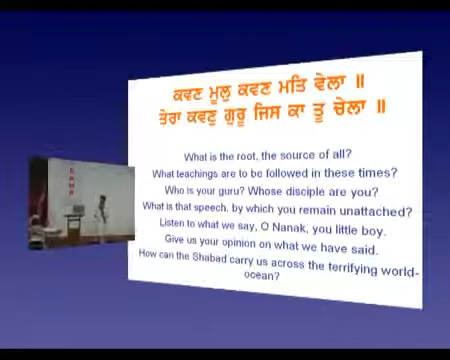 ਕਵਣ ਮੂਲੁ ਕਵਣ ਮਤਿ ਵੇਲਾ ॥
ਤੇਰਾ ਕਵਣੁ ਗੁਰੂ ਜਿਸ ਕਾ ਤੂ ਚੇਲਾ ॥
What is the root, the source of all?
What teachings are to be followed in these times?
Who is your guru? Whose disciple are you?
What is that speech, by which you remain unattached?
Listen to what we say, O Nanak, you little boy.
Give us your opinion on what we have said.
How can the Shabad carry us across the terrifying world-
ocean?